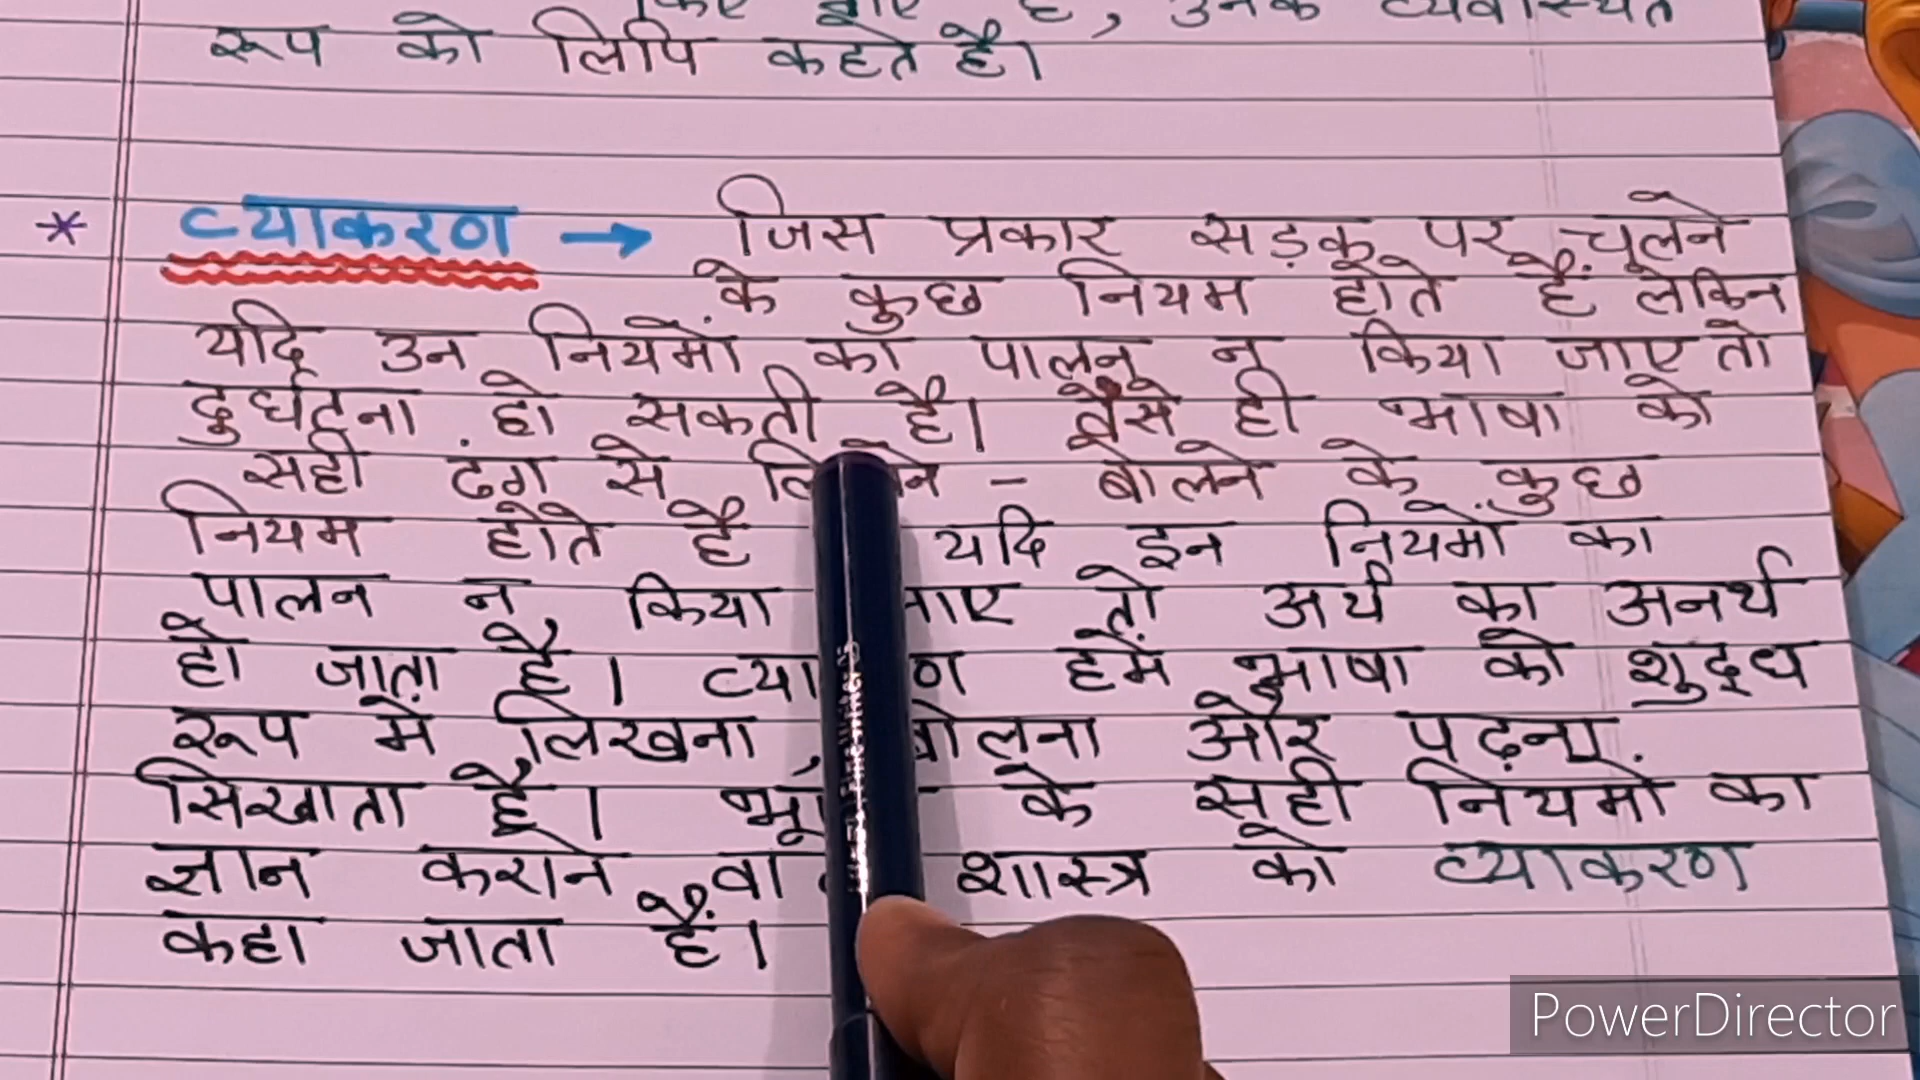 रूप को लिपि कहते है।
* व्याकरण → जिस प्रकार सड़क पर चलने
के कुछ नियम होते हैं लेकिन
यदि उन नियमों का पालन न किया जाए तो
दुर्घटना हो सकती है। वैसे ही भाषा को
सही ढंग से - बोलने के कुछ
नियम होते है यदि इन नियमों का
पालन न किया तो अर्थ का अनर्थ
हो जाता है। हमें भाषा को शुद्ध
रूप में लिखना, बोलना और पढ़ना
सिखाता है। के सही नियमों का
ज्ञान कराने शास्त्र को व्याकरण
कहा जाता हैं।
PowerDirector